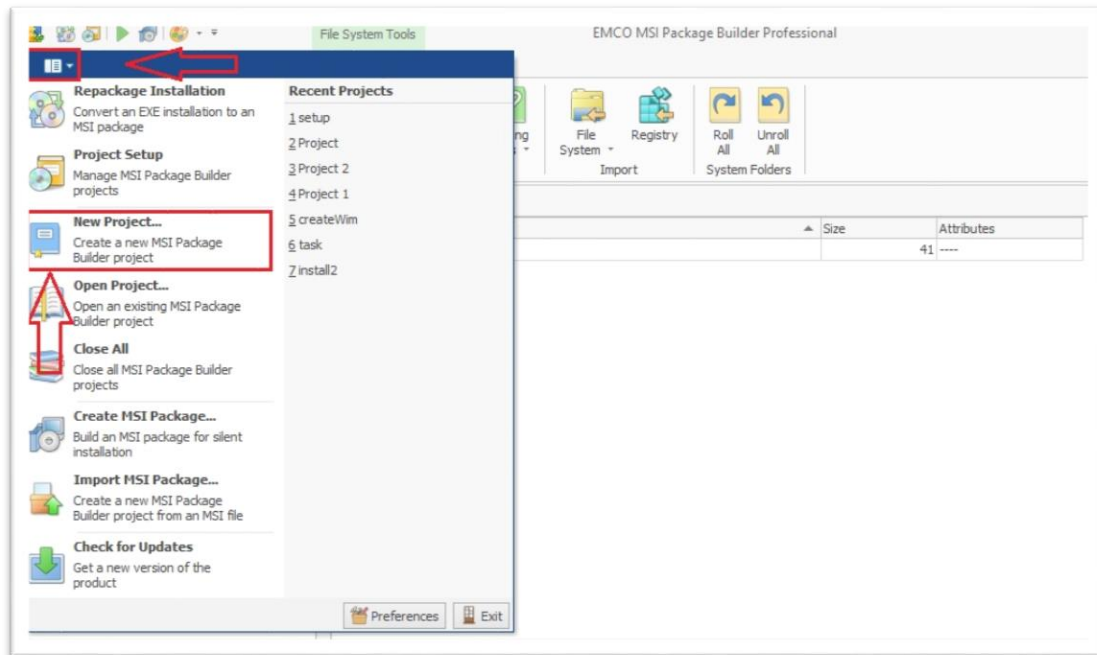 File System Tools
EMCO MSI Package Builder Professional
Repackage Installation
Convert an EXE installation to an
MSI package
Project Setup
Manage MSI Package Builder
projects
New Project...
Create a new MSI Package
Builder project
Open Project...
Open an existing MSI Package
Builder project
Close All
Close all MSI Package Builder
projects
Create MSI Package...
Build an MSI package for silent
installation
Import MSI Package...
Create a new MSI Package
Builder project from an MSI file
Check for Updates
Get a new version of the
product
Recent Projects
1 setup
2 Project
3 Project 2
4 Project 1
5 createWim
6 task
7 install2
Preferences
Exit
File
System
Registry
Import
Roll
All
Unroll
All
System Folders
Size
Attributes
41
----